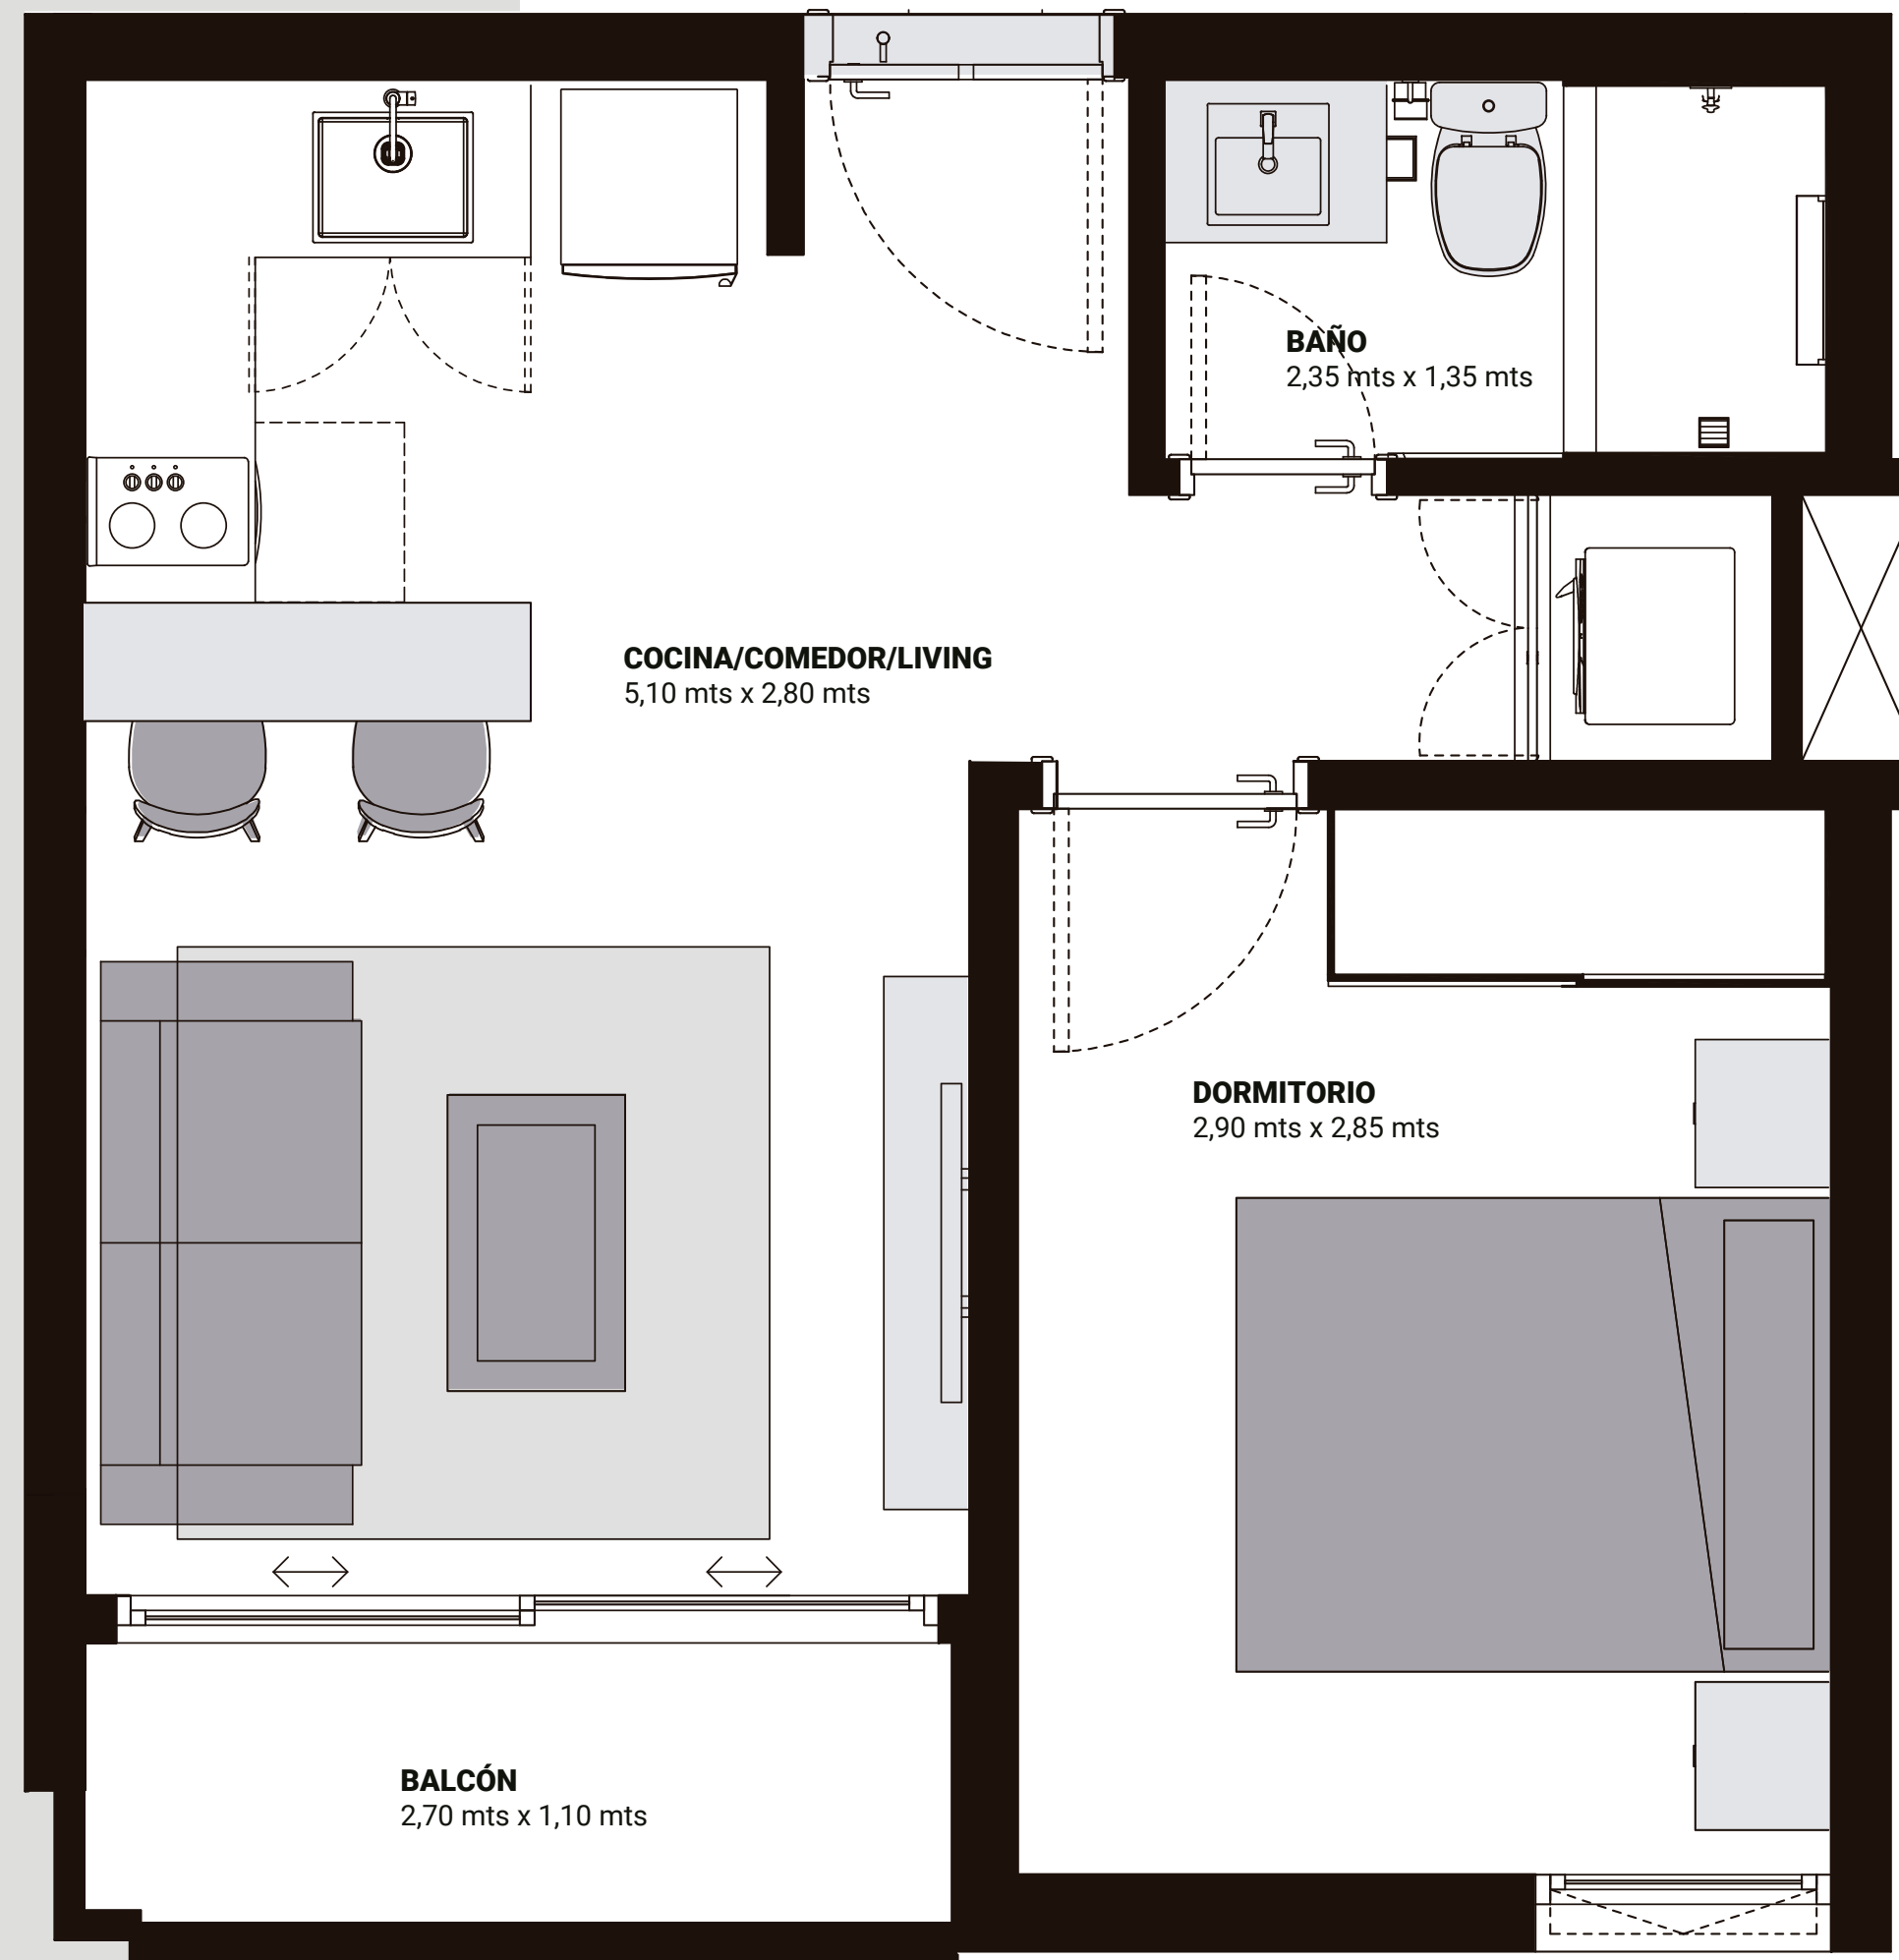 BAÑO
2,35 mts x 1,35 mts
COCINA/COMEDOR/LIVING
5,10 mts x 2,80 mts
DORMITORIO
2,90 mts x 2,85 mts
BALCÓN
2,70 mts x 1,10 mts